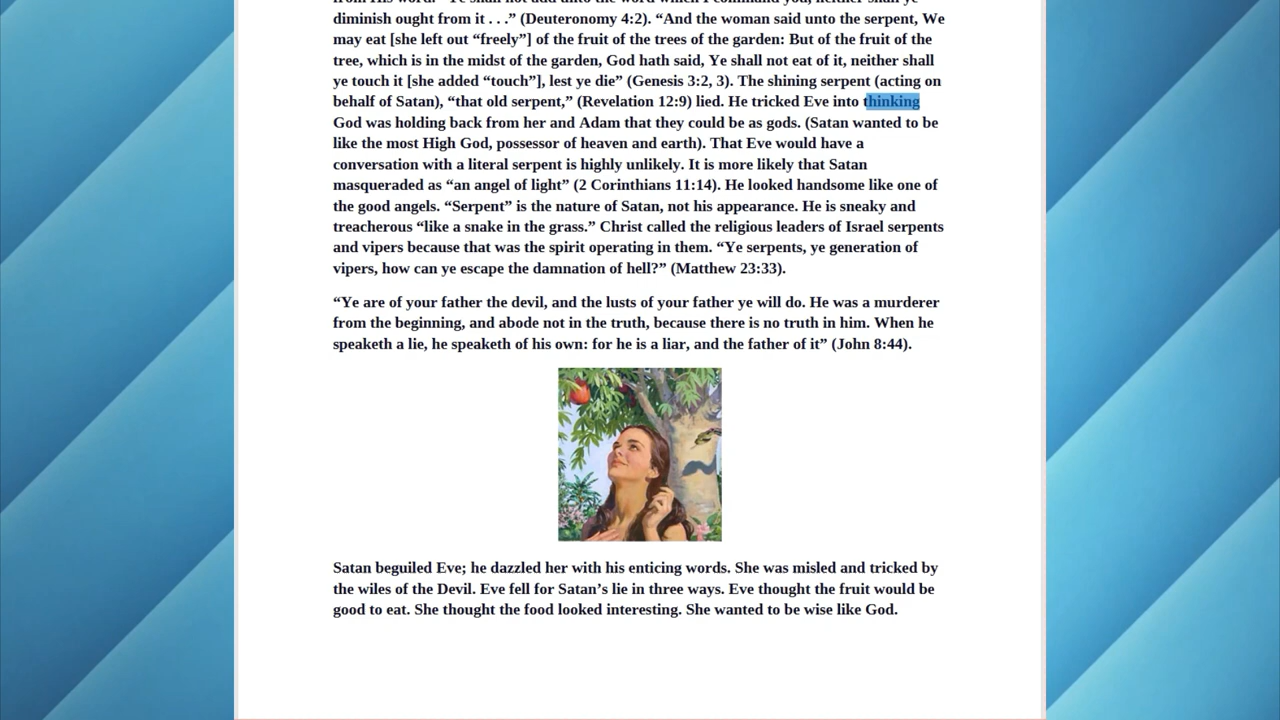 from His word. “Ye shall not add unto the word which I command you, neither shall ye
diminish ought from it . . .” (Deuteronomy 4:2). “And the woman said unto the serpent, We
may eat [she left out “freely”] of the fruit of the trees of the garden: But of the fruit of the
tree, which is in the midst of the garden, God hath said, Ye shall not eat of it, neither shall
ye touch it [she added “touch”], lest ye die” (Genesis 3:2, 3). The shining serpent (acting on
behalf of Satan), “that old serpent,” (Revelation 12:9) lied. He tricked Eve into thinking
God was holding back from her and Adam that they could be as gods. (Satan wanted to be
like the most High God, possessor of heaven and earth). That Eve would have a
conversation with a literal serpent is highly unlikely. It is more likely that Satan
masqueraded as “an angel of light” (2 Corinthians 11:14). He looked handsome like one of
the good angels. “Serpent” is the nature of Satan, not his appearance. He is sneaky and
treacherous “like a snake in the grass.” Christ called the religious leaders of Israel serpents
and vipers because that was the spirit operating in them. “Ye serpents, ye generation of
vipers, how can ye escape the damnation of hell?” (Matthew 23:33).
“Ye are of your father the devil, and the lusts of your father ye will do. He was a murderer
from the beginning, and abode not in the truth, because there is no truth in him. When he
speaketh a lie, he speaketh of his own: for he is a liar, and the father of it” (John 8:44).
Satan beguiled Eve; he dazzled her with his enticing words. She was misled and tricked by
the wiles of the Devil. Eve fell for Satan’s lie in three ways. Eve thought the fruit would be
good to eat. She thought the food looked interesting. She wanted to be wise like God.